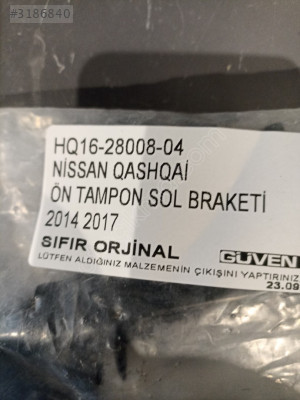 #3186840
HQ16-28008-04
NİSSAN QASHQAİ
ÖN TAMPON SOL BRAKETİ
2014 2017
SIFIR ORJİNAL
GÜVEN
LÜTFEN ALDIĞINIZ MALZEMENİN ÇIKIŞINI YAPTIRINIZ
23.09